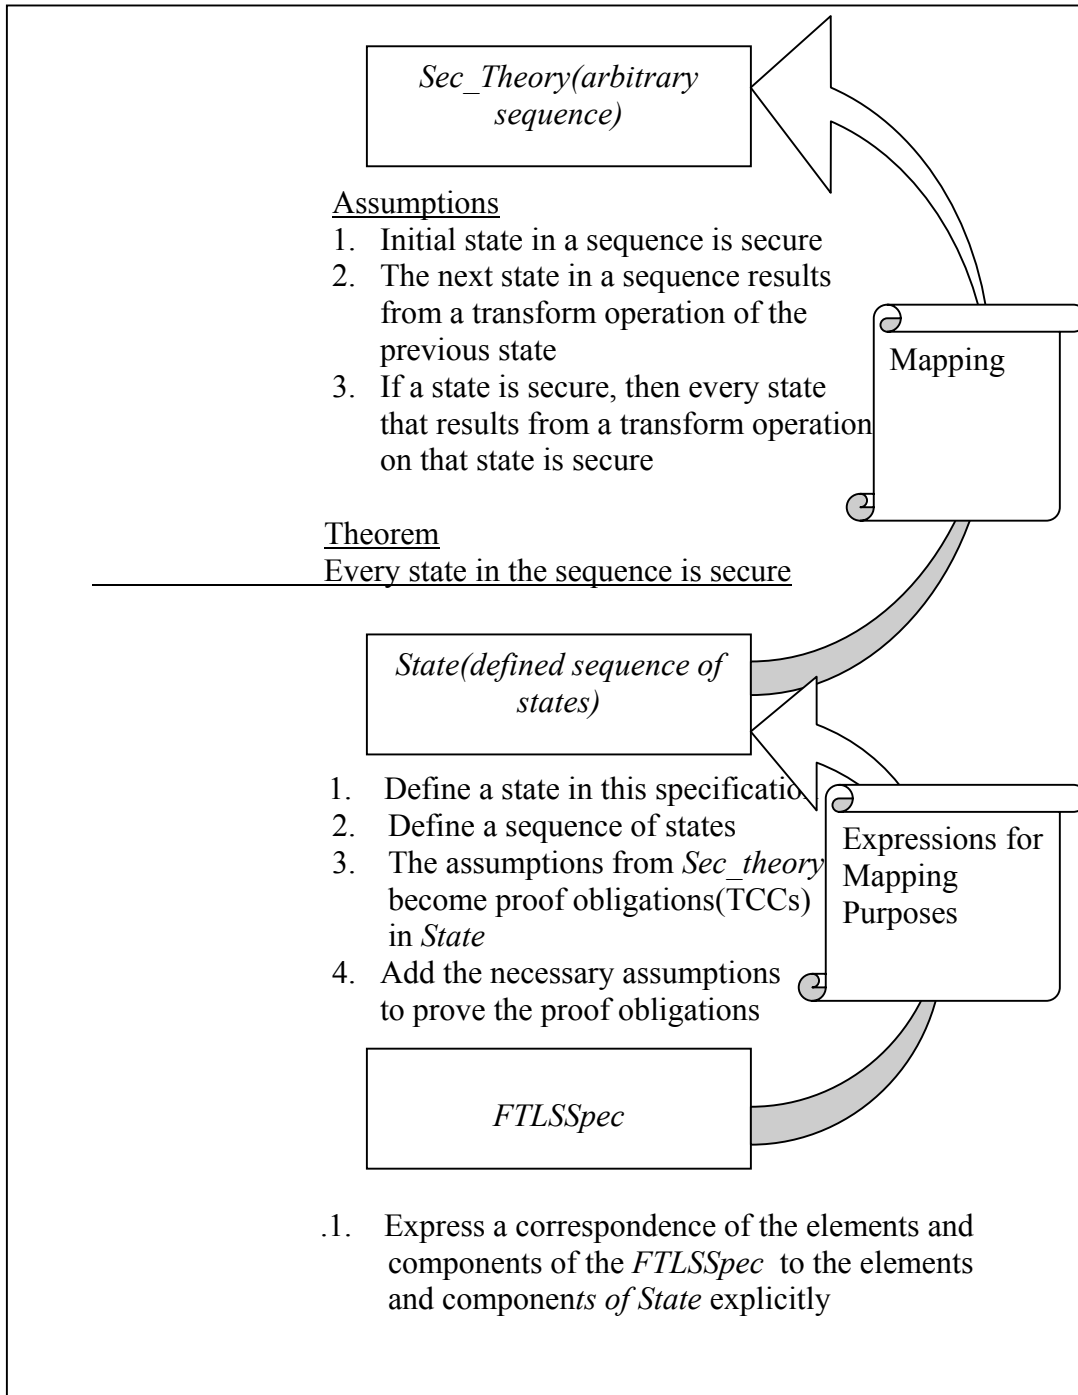 Sec_Theory(arbitrary
sequence)
Assumptions
1. Initial state in a sequence is secure
2. The next state in a sequence results
from a transform operation of the
previous state
3. If a state is secure, then every state
that results from a transform operation
on that state is secure
Mapping
Theorem
Every state in the sequence is secure
State(defined sequence of
states)
1. Define a state in this specification
2. Define a sequence of states
3. The assumptions from Sec_theory
become proof obligations(TCCs)
in State
4. Add the necessary assumptions
to prove the proof obligations
Expressions for
Mapping
Purposes
FTLSSpec
.1. Express a correspondence of the elements and
components of the FTLSSpec to the elements
and components of State explicitly